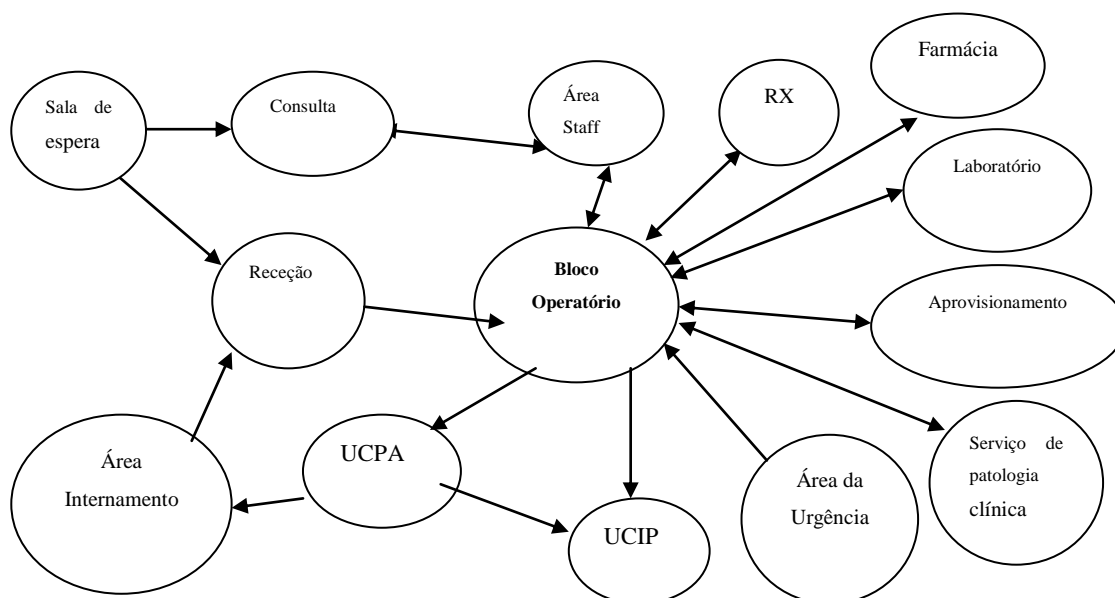 Farmácia
Sala de
espera
Consulta
Área
Staff
RX
Laboratório
Receção
Bloco
Operatório
Aprovisionamento
Área
Internamento
UCPA
UCIP
Área da
Urgência
Serviço de
patologia
clínica